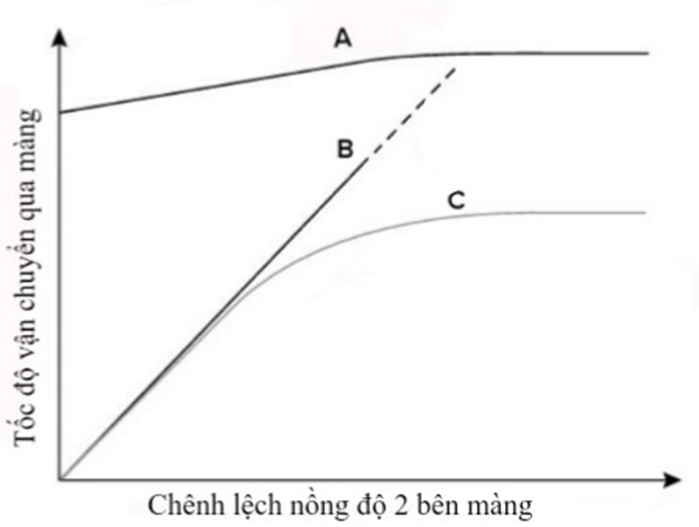 A
B
C
Tốc độ vận chuyển qua màng
Chênh lệch nồng độ 2 bên màng